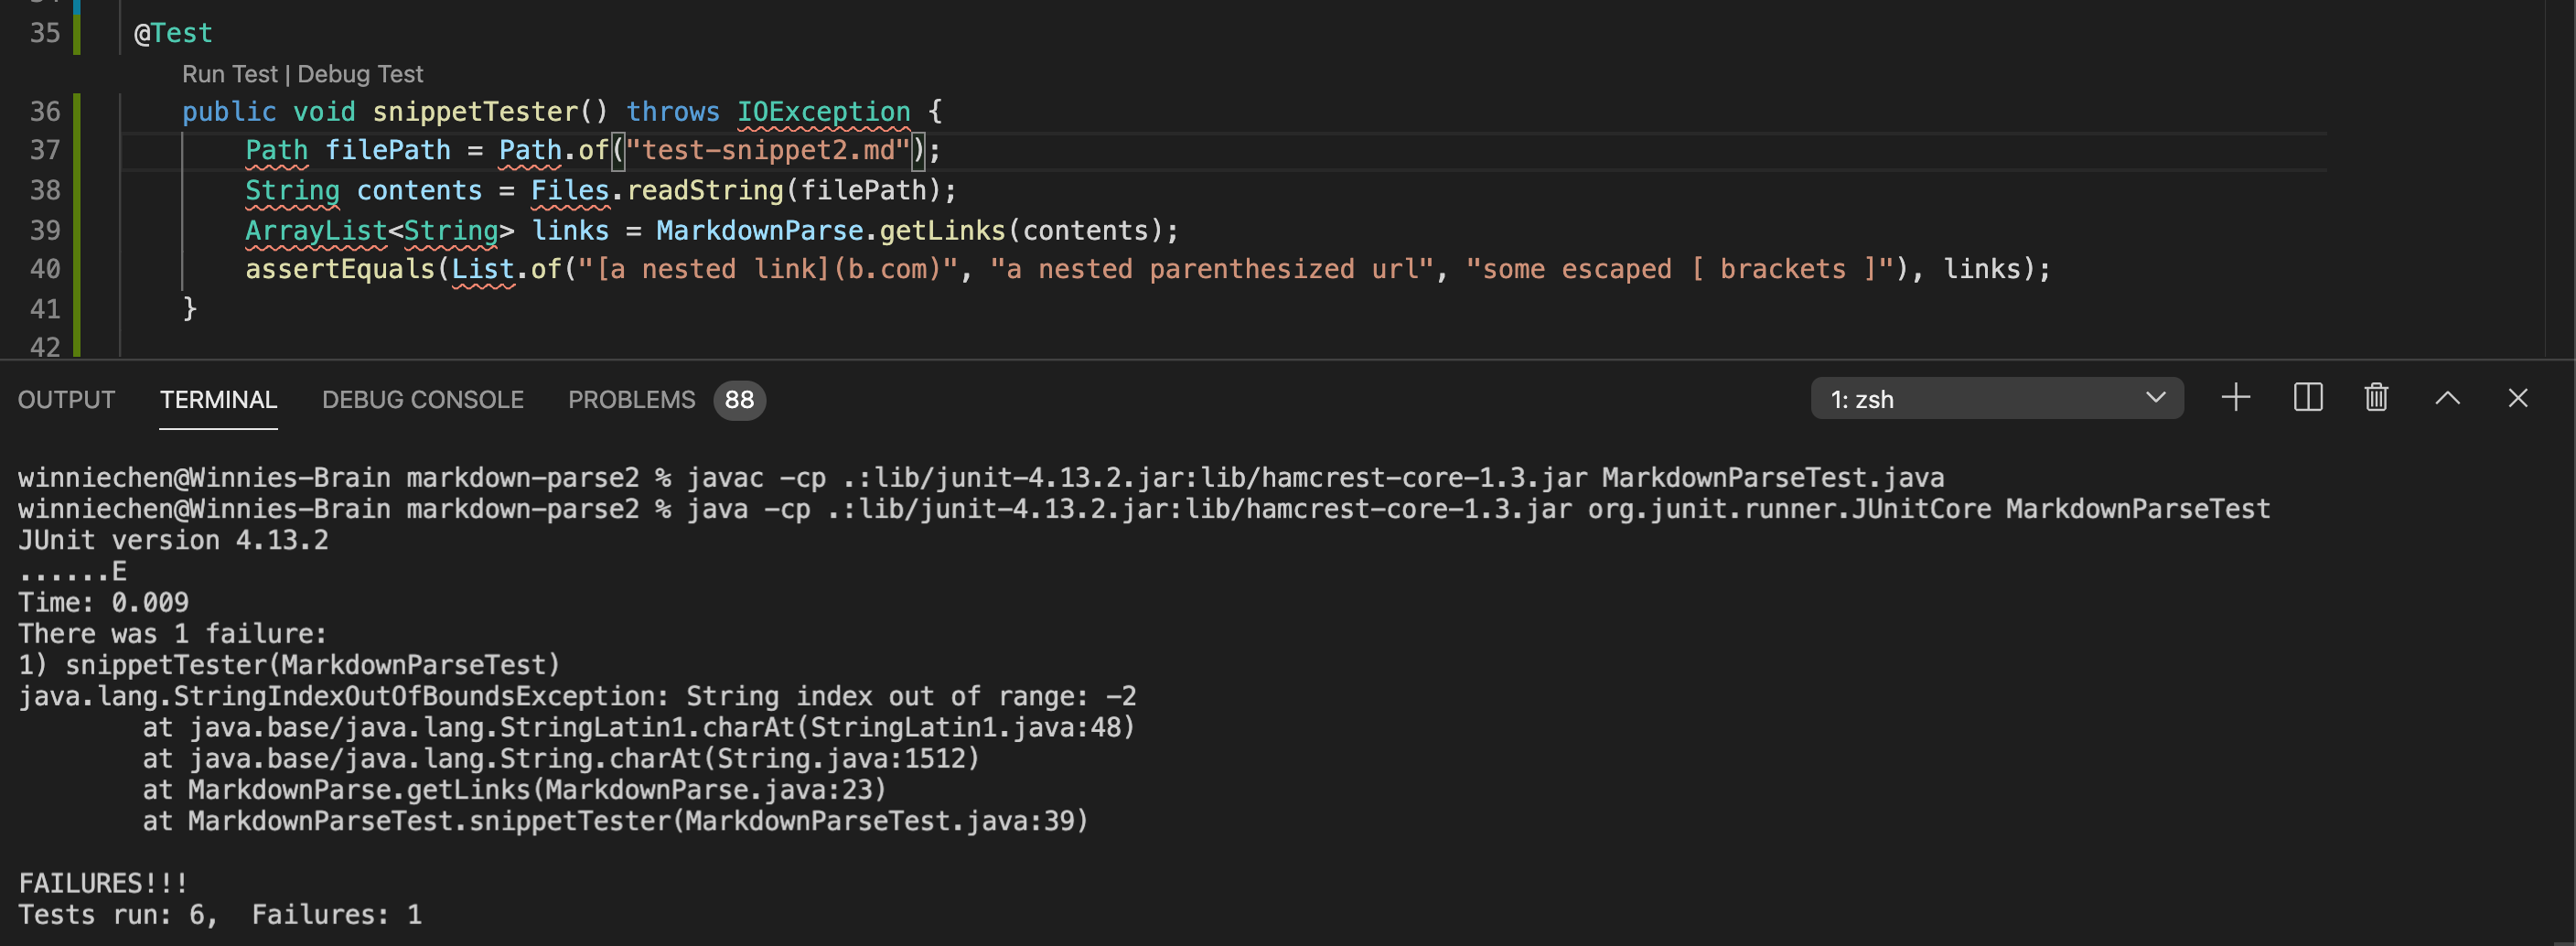 35 @Test
Run Test | Debug Test
36 public void snippetTester() throws IOException {
37 Path filePath = Path.of("test-snippet2.md");
38 String contents = Files.readString(filePath);
39 ArrayList<String> links = MarkdownParse.getLinks(contents);
40 assertEquals(List.of("[a nested link](b.com)", "a nested parenthesized url", "some escaped [ brackets ]"), links);
41 }
42
OUTPUT TERMINAL DEBUG CONSOLE PROBLEMS 88 1: zsh
winniechen@Winnies-Brain markdown-parse2 % javac -cp .:lib/junit-4.13.2.jar:lib/hamcrest-core-1.3.jar MarkdownParseTest.java
winniechen@Winnies-Brain markdown-parse2 % java -cp .:lib/junit-4.13.2.jar:lib/hamcrest-core-1.3.jar org.junit.runner.JUnitCore MarkdownParseTest
JUnit version 4.13.2
......E
Time: 0.009
There was 1 failure:
1) snippetTester(MarkdownParseTest)
java.lang.StringIndexOutOfBoundsException: String index out of range: -2
at java.base/java.lang.StringLatin1.charAt(StringLatin1.java:48)
at java.base/java.lang.String.charAt(String.java:1512)
at MarkdownParse.getLinks(MarkdownParse.java:23)
at MarkdownParseTest.snippetTester(MarkdownParseTest.java:39)
FAILURES!!!
Tests run: 6,  Failures: 1